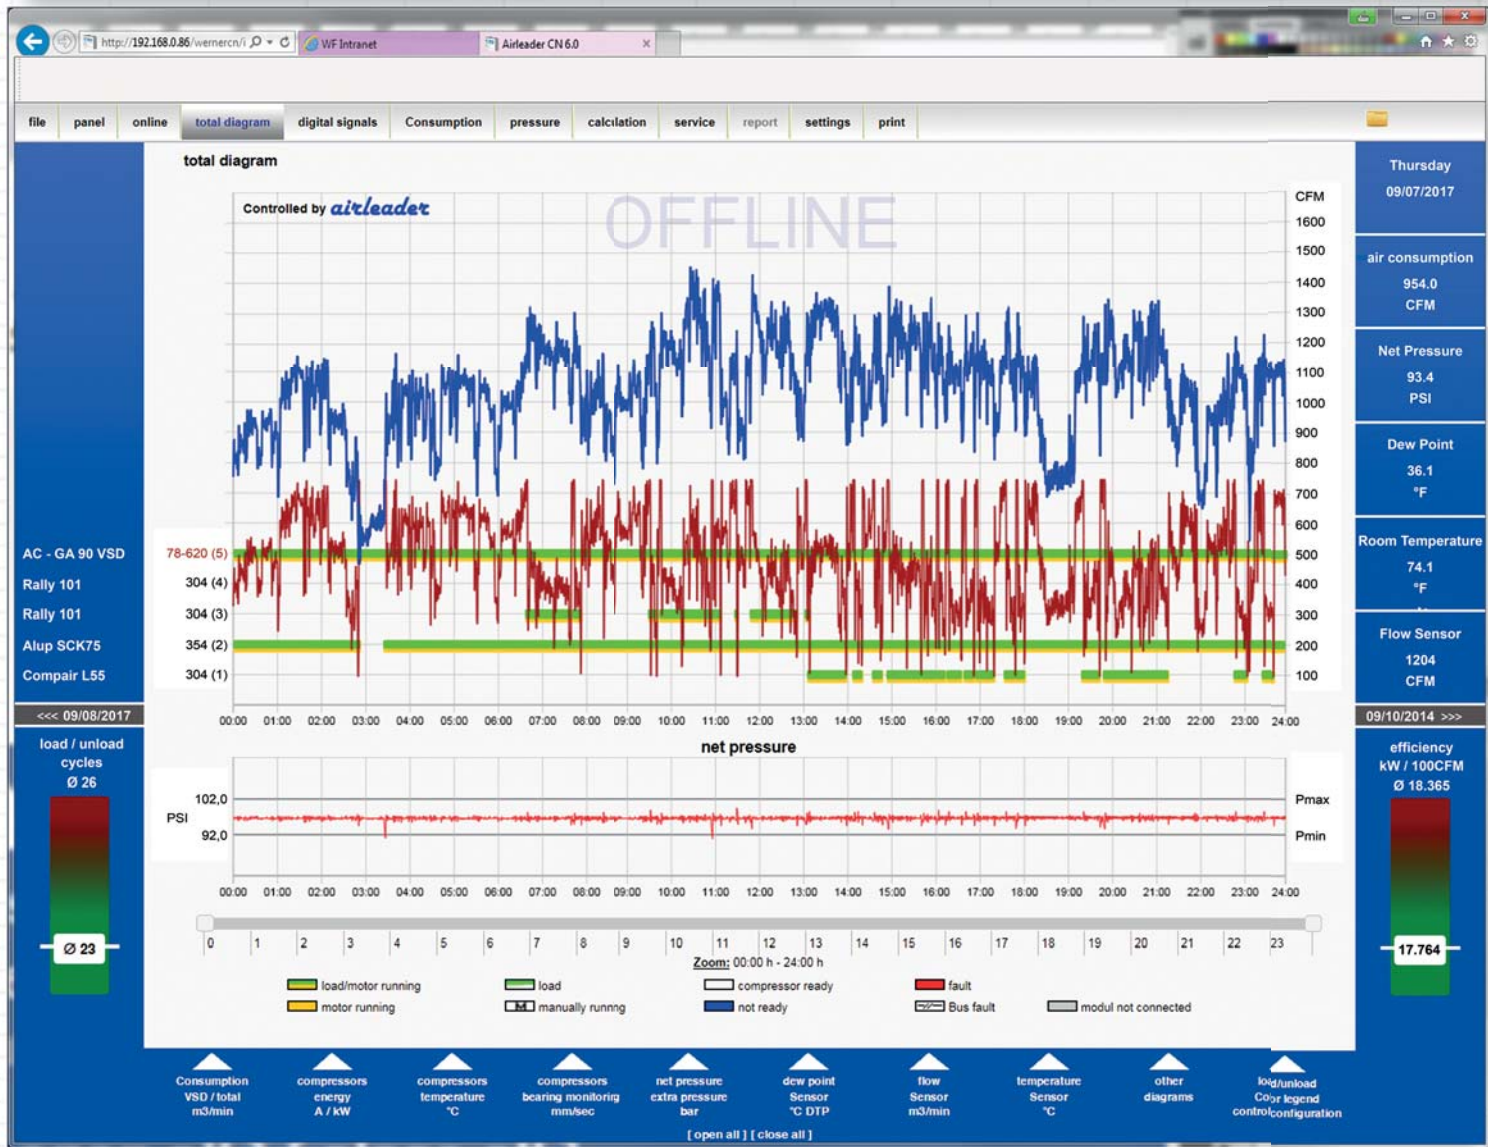 http://192.168.0.86/wernercn/i
WF Intranet
Airleader CN 6.0
file
panel
online
total diagram
digital signals
Consumption
pressure
calculation
service
report
settings
print
total diagram
Controlled by airleader
OFFLINE
CFM
1600
1500
1400
1300
1200
1100
1000
900
800
700
600
500
400
300
200
100
AC - GA 90 VSD
78-620 (5)
Rally 101
304 (4)
Rally 101
304 (3)
Alup SCK75
354 (2)
Compair L55
304 (1)
00:00 01:00 02:00 03:00 04:00 05:00 06:00 07:00 08:00 09:00 10:00 11:00 12:00 13:00 14:00 15:00 16:00 17:00 18:00 19:00 20:00 21:00 22:00 23:00 24:00
Thursday
09/07/2017
air consumption
954.0
CFM
Net Pressure
93.4
PSI
Dew Point
36.1
°F
Room Temperature
74.1
°F
Flow Sensor
1204
CFM
<<< 09/08/2017
09/10/2014 >>>
load / unload
cycles
Ø 26
Ø 23
net pressure
PSI
102,0
92,0
Pmax
Pmin
00:00 01:00 02:00 03:00 04:00 05:00 06:00 07:00 08:00 09:00 10:00 11:00 12:00 13:00 14:00 15:00 16:00 17:00 18:00 19:00 20:00 21:00 22:00 23:00 24:00
efficiency
kW / 100CFM
Ø 18.365
17.764
0 1 2 3 4 5 6 7 8 9 10 11 12 13 14 15 16 17 18 19 20 21 22 23
Zoom: 00:00 h - 24:00 h
load/motor running
load
compressor ready
fault
motor running
M
manually runnng
not ready
Bus fault
modul not connected
Consumption
VSD / total
m3/min
compressors
energy
A / kW
compressors
temperature
°C
compressors
bearing monitorirg
mm/sec
net pressure
extra pressure
bar
dew point
Sensor
°C DTP
flow
Sensor
m3/min
temperature
Sensor
°C
other
diagrams
load/unload
Color legend
control configuration
[ open all ] [ close all ]